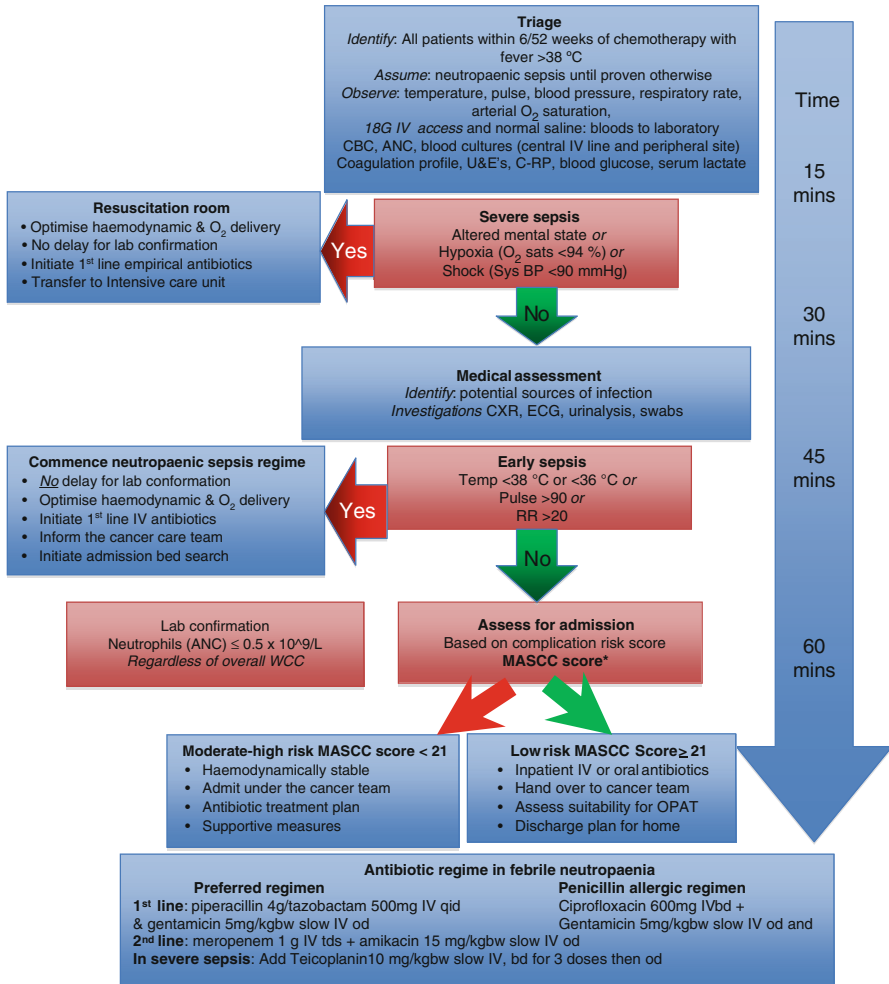 Triage
Identify: All patients within 6/52 weeks of chemotherapy with
fever >38 ºC
Assume: neutropaenic sepsis until proven otherwise
Observe: temperature, pulse, blood pressure, respiratory rate,
arterial O2 saturation,
18G IV access and normal saline: bloods to laboratory
CBC, ANC, blood cultures (central IV line and peripheral site)
Coagulation profile, U&E's, C-RP, blood glucose, serum lactate
Time
15
mins
30
mins
45
mins
60
mins
Resuscitation room
• Optimise haemodynamic & O2 delivery
• No delay for lab confirmation
• Initiate 1st line empirical antibiotics
• Transfer to Intensive care unit
Yes
Severe sepsis
Altered mental state or
Hypoxia (O2 sats <94 %) or
Shock (Sys BP <90 mmHg)
No
Medical assessment
Identify: potential sources of infection
Investigations CXR, ECG, urinalysis, swabs
Commence neutropaenic sepsis regime
• No delay for lab conformation
• Optimise haemodynamic & O2 delivery
• Initiate 1st line IV antibiotics
• Inform the cancer care team
• Initiate admission bed search
Yes
Early sepsis
Temp <38 °C or <36 °C or
Pulse >90 or
RR >20
No
Lab confirmation
Neutrophils (ANC) ≤ 0.5 x 10^9/L
Regardless of overall WCC
Assess for admission
Based on complication risk score
MASCC score*
Moderate-high risk MASCC score < 21
• Haemodynamically stable
• Admit under the cancer team
• Antibiotic treatment plan
• Supportive measures
Low risk MASCC Score ≥ 21
• Inpatient IV or oral antibiotics
• Hand over to cancer team
• Assess suitability for OPAT
• Discharge plan for home
Antibiotic regime in febrile neutropaenia
Preferred regimen
1st line: piperacillin 4g/tazobactam 500mg IV qid
& gentamicin 5mg/kgbw slow IV od
2nd line: meropenem 1 g IV tds + amikacin 15 mg/kgbw slow IV od
In severe sepsis: Add Teicoplanin10 mg/kgbw slow IV, bd for 3 doses then od
Penicillin allergic regimen
Ciprofloxacin 600mg IVbd +
Gentamicin 5mg/kgbw slow IV od and